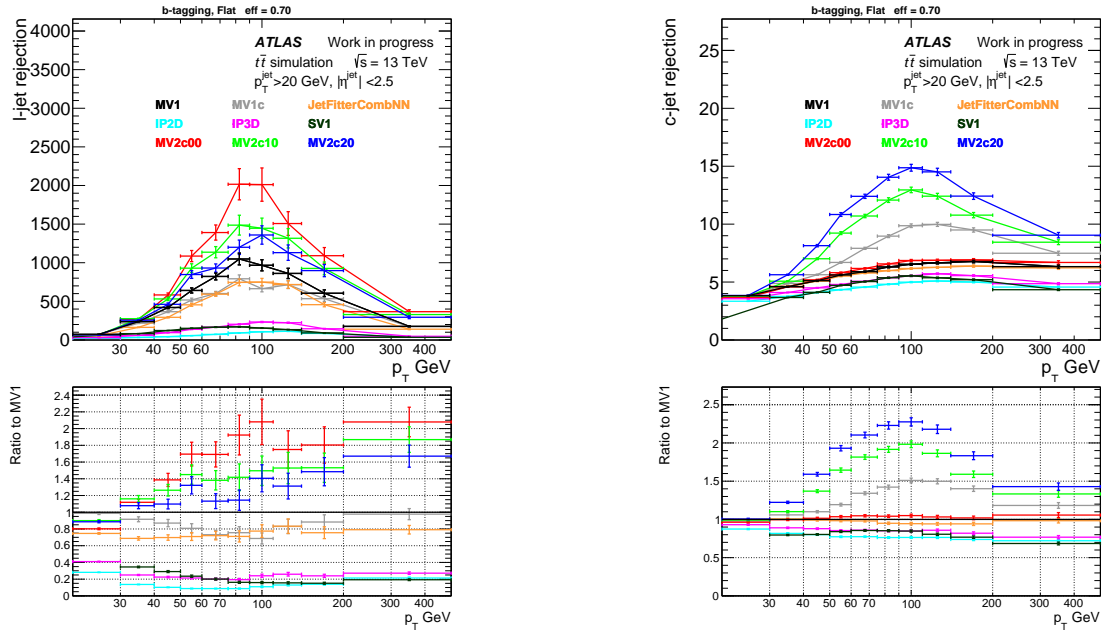 b-tagging, Flat eff = 0.70
l-jet rejection
4000
3500
3000
2500
2000
1500
1000
500
0
ATLAS Work in progress
tt̄ simulation √s = 13 TeV
p_T^jet >20 GeV, |η^jet| <2.5
MV1 MV1c JetFitterCombNN
IP2D IP3D SV1
MV2c00 MV2c10 MV2c20
30 40 50 60 70 100 200 300 400
p_T GeV
Ratio to MV1
2.4
2.2
2
1.8
1.6
1.4
1.2
1
0.8
0.6
0.4
0.2
0
30 40 50 60 70 100 200 300 400
p_T GeV
b-tagging, Flat eff = 0.70
c-jet rejection
25
20
15
10
5
0
ATLAS Work in progress
tt̄ simulation √s = 13 TeV
p_T^jet >20 GeV, |η^jet| <2.5
MV1 MV1c JetFitterCombNN
IP2D IP3D SV1
MV2c00 MV2c10 MV2c20
30 40 50 60 70 100 200 300 400
p_T GeV
Ratio to MV1
2.5
2
1.5
1
0.5
0
30 40 50 60 70 100 200 300 400
p_T GeV